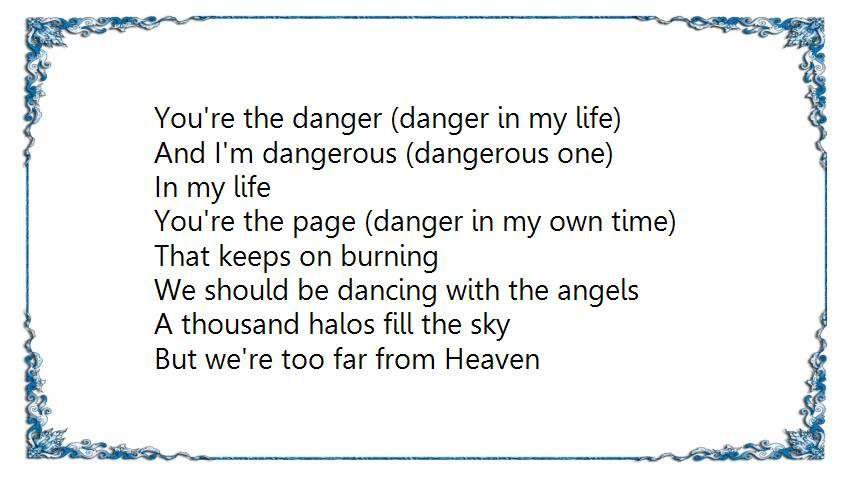 You're the danger (danger in my life)
And I'm dangerous (dangerous one)
In my life
You're the page (danger in my own time)
That keeps on burning
We should be dancing with the angels
A thousand halos fill the sky
But we're too far from Heaven